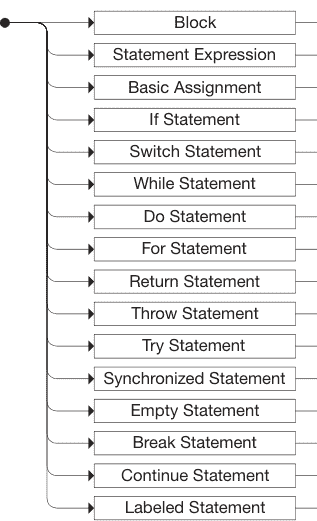 Block
Statement Expression
Basic Assignment
If Statement
Switch Statement
While Statement
Do Statement
For Statement
Return Statement
Throw Statement
Try Statement
Synchronized Statement
Empty Statement
Break Statement
Continue Statement
Labeled Statement